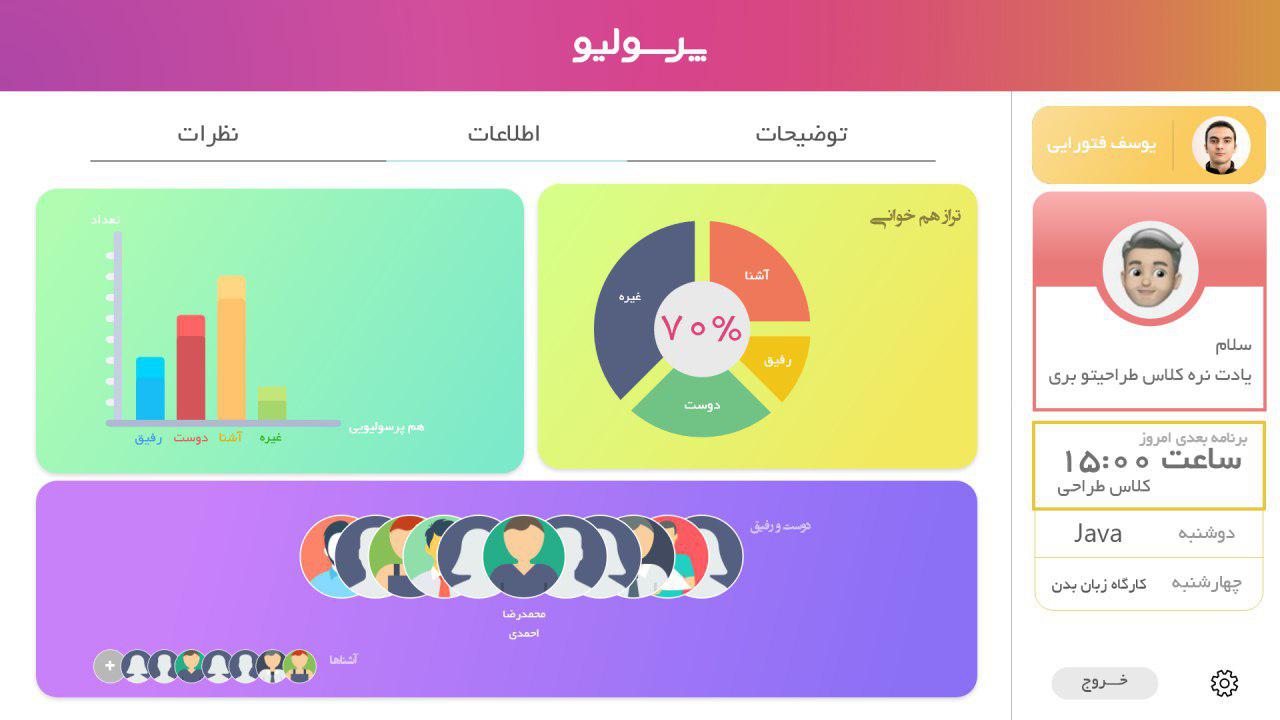 پرسولیو
توضیحات
اطلاعات
نظرات
یوسف فتورایی
سلام
یادت نره کلاس طراحیتو بری
برنامه بعدی امروز
ساعت ۱۵:۰۰
کلاس طراحی
دوشنبه Java
چهارشنبه کارگاه زبان بدن
خروج
تراز هم خوانی
آشنا
غیره
۷۰%
رفیق
دوست
تعداد
هم پرسولیویی
غیره آشنا دوست رفیق
دوست و رفیق
محمدرضا
احمدی
آشناها
+